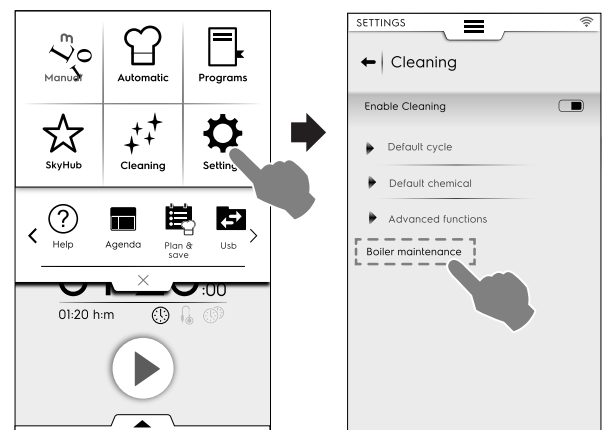 Manual
Automatic
Programs
SkyHub
Cleaning
Setting
Help
Agenda
Plan &
save
Usb
:00
01:20 h:m
SETTINGS
Cleaning
Enable Cleaning
Default cycle
Default chemical
Advanced functions
Boiler maintenance